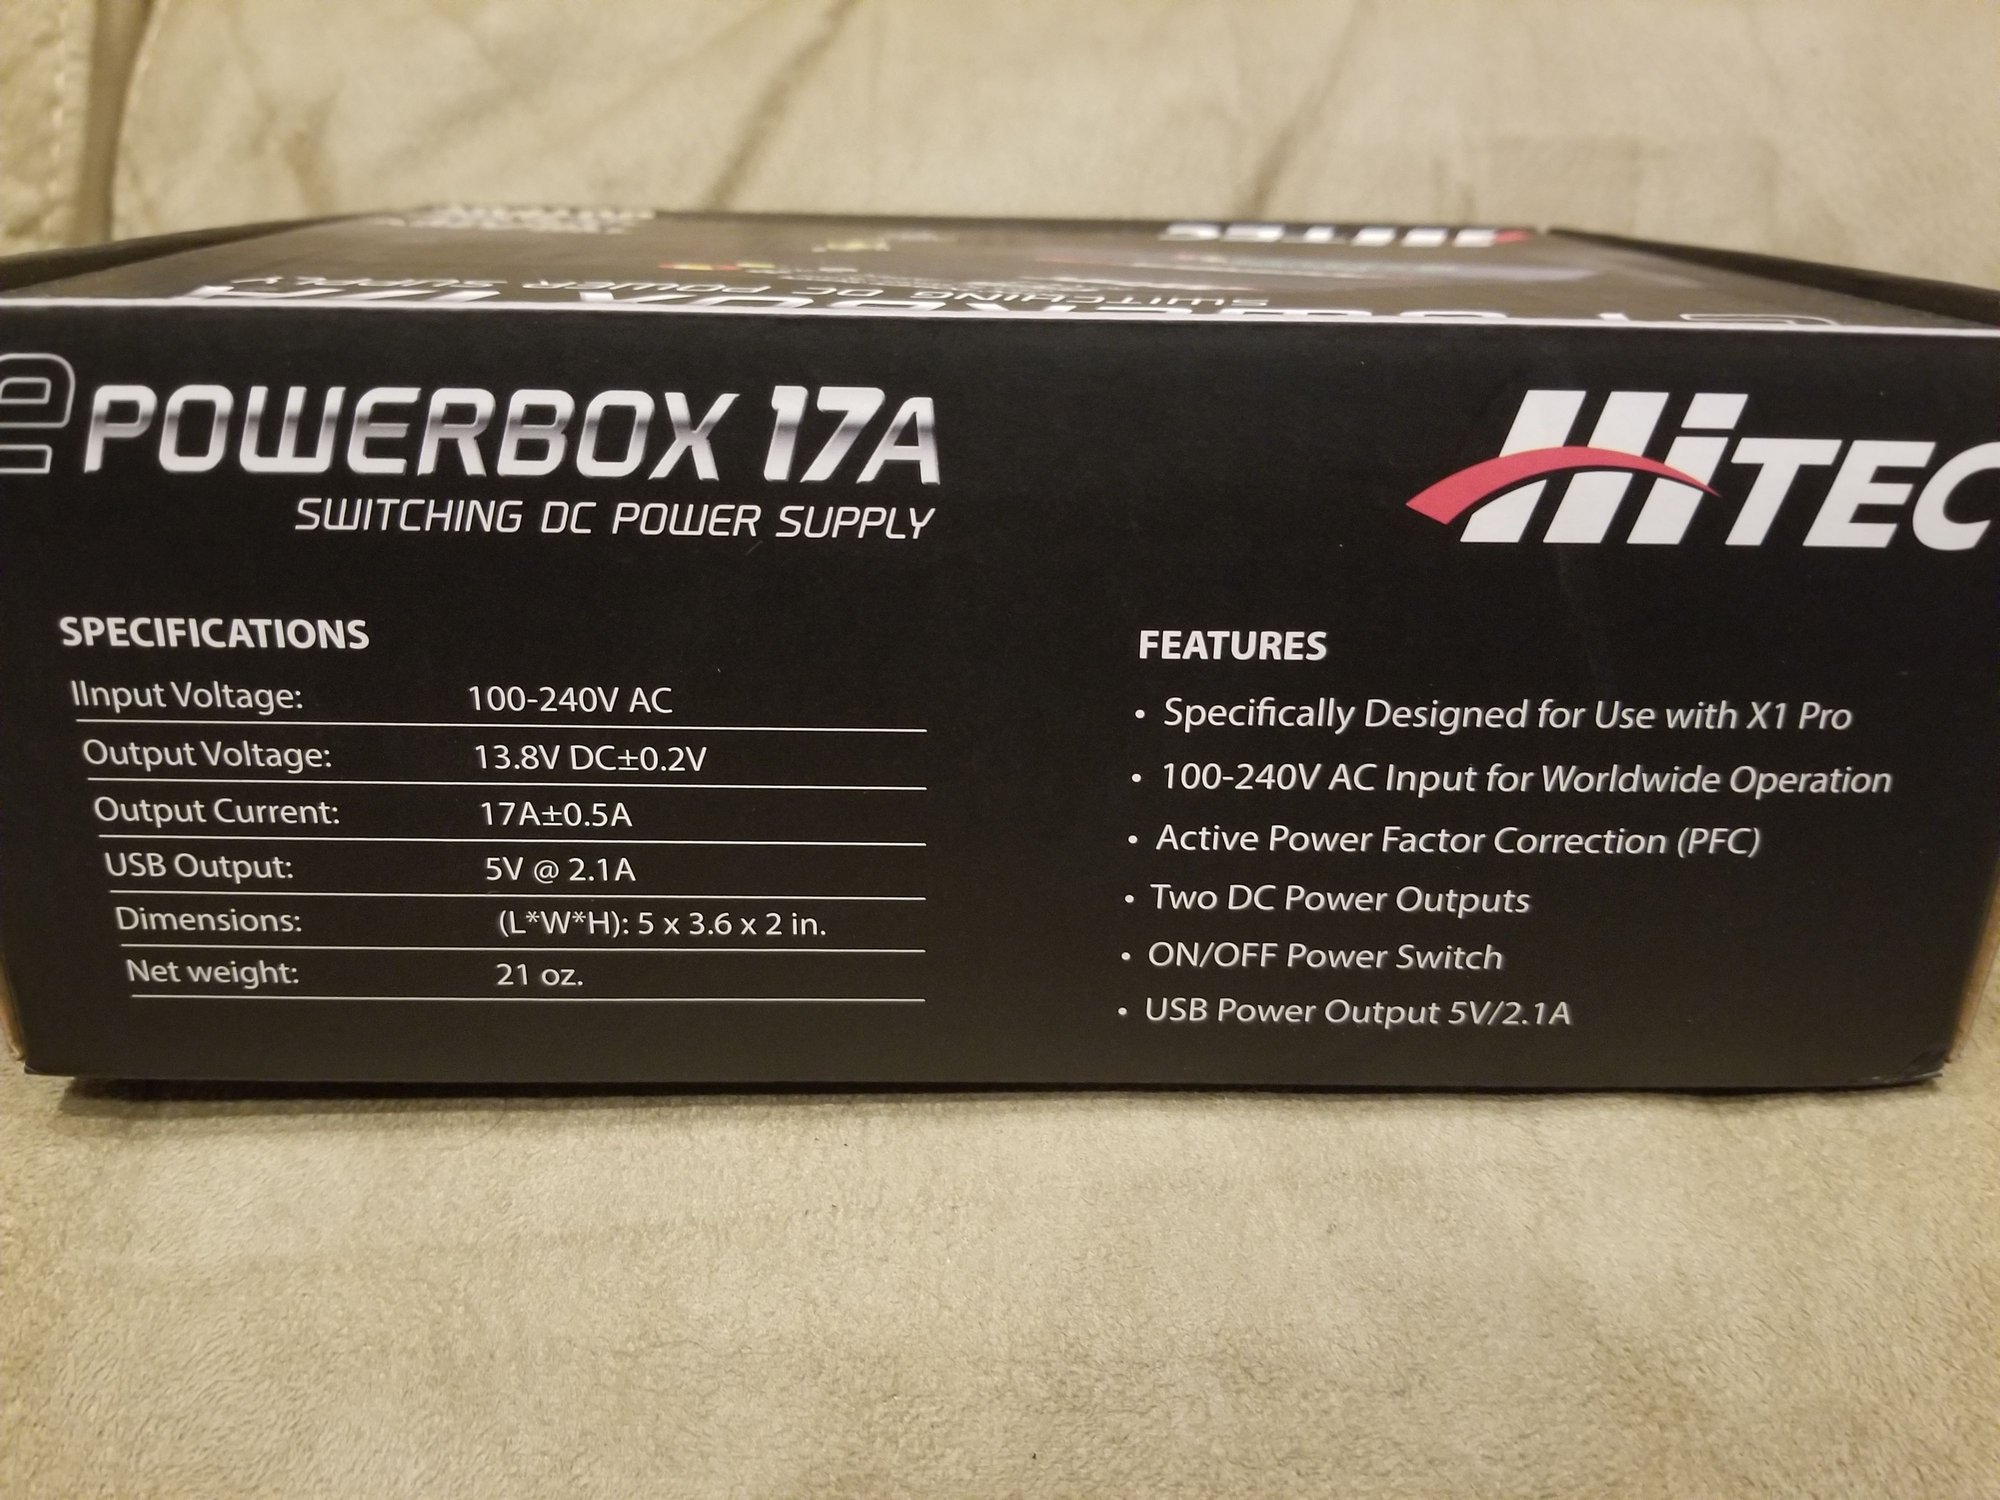 POWERBOX 17A
SWITCHING DC POWER SUPPLY
HiTEC
SPECIFICATIONS
IInput Voltage: 100-240V AC
Output Voltage: 13.8V DC±0.2V
Output Current: 17A±0.5A
USB Output: 5V @ 2.1A
Dimensions: (L*W*H): 5 x 3.6 x 2 in.
Net weight: 21 oz.
FEATURES
• Specifically Designed for Use with X1 Pro
• 100-240V AC Input for Worldwide Operation
• Active Power Factor Correction (PFC)
• Two DC Power Outputs
• ON/OFF Power Switch
• USB Power Output 5V/2.1A